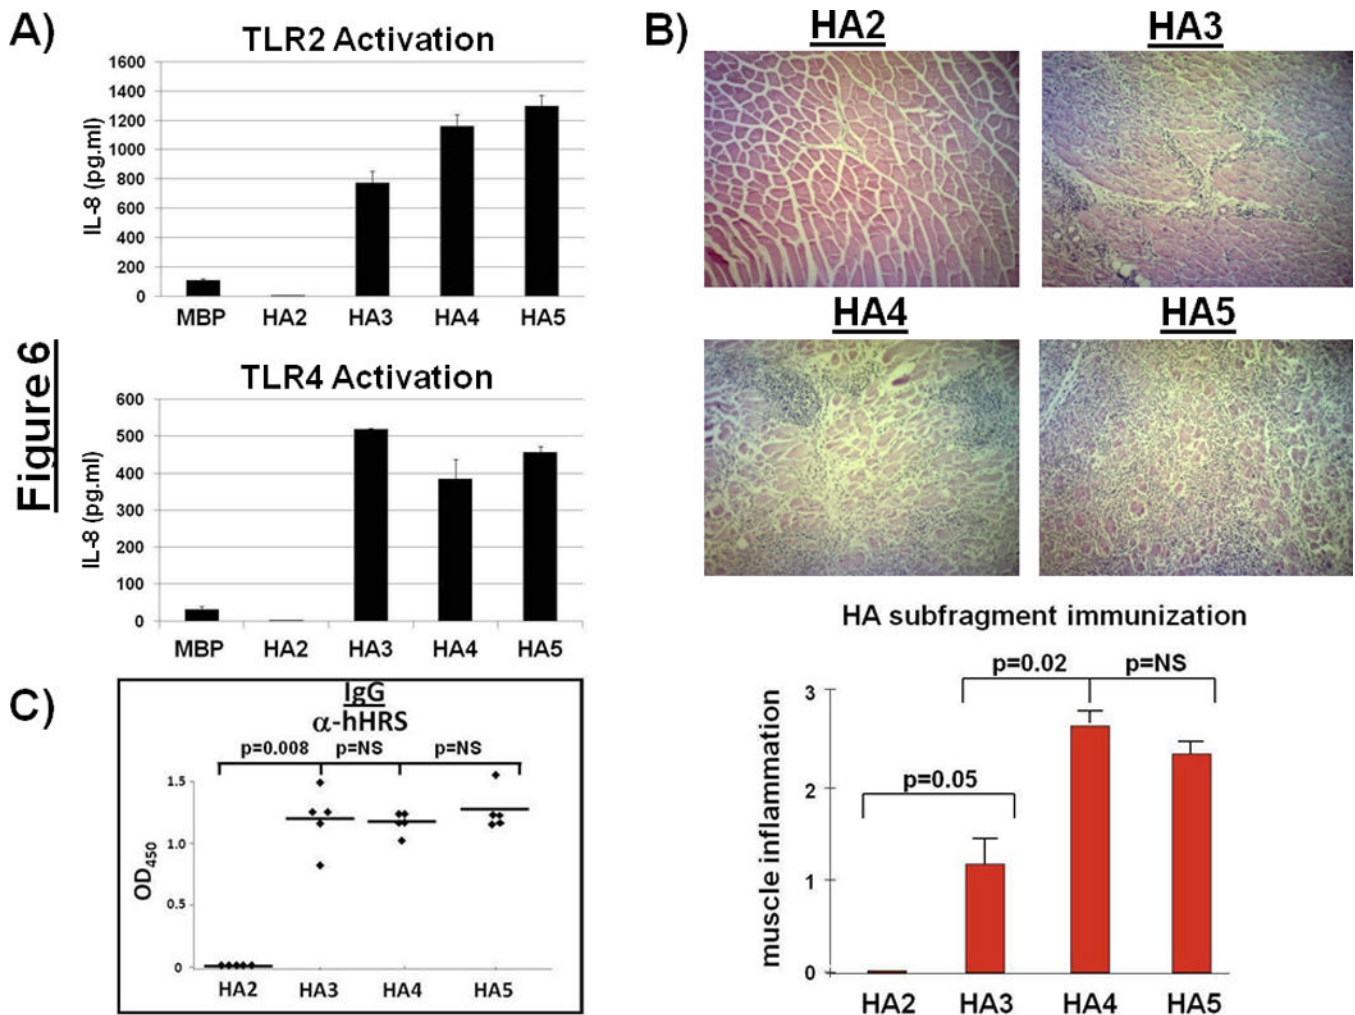 A)
TLR2 Activation
1600
1400
1200
1000
800
600
400
200
0
IL-8 (pg.ml)
MBP HA2 HA3 HA4 HA5
Figure 6
TLR4 Activation
600
500
400
300
200
100
0
IL-8 (pg.ml)
MBP HA2 HA3 HA4 HA5
B)
HA2 HA3
HA4 HA5
HA subfragment immunization
p=0.02 p=NS
p=0.05
3
2
1
0
muscle inflammation
HA2 HA3 HA4 HA5
C)
IgG
α-hHRS
p=0.008 p=NS p=NS
1.5
1.0
0.5
0
OD450
HA2 HA3 HA4 HA5